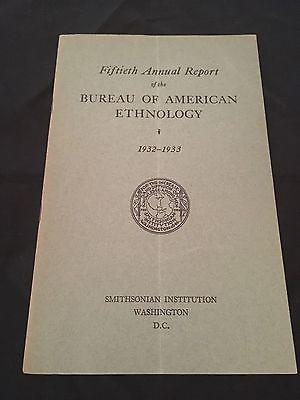 Fiftieth Annual Report
of the
BUREAU OF AMERICAN
ETHNOLOGY
1932–1933
SMITHSONIAN INSTITUTION
WASHINGTON
D.C.